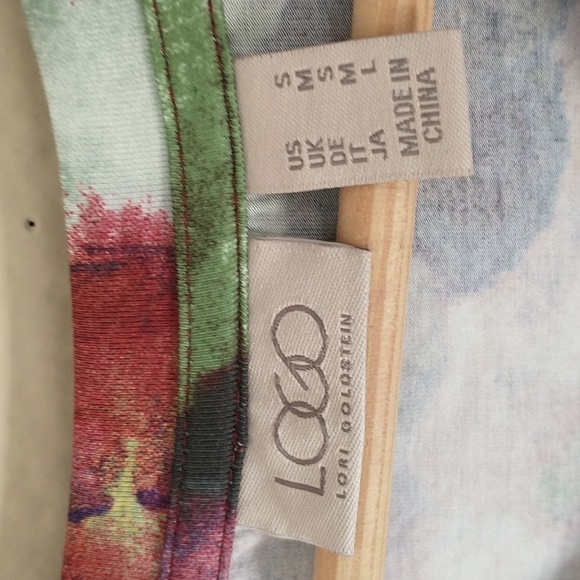 US S
UK M
DE S
IT M
JA L
MADE IN
CHINA
LOGO
LORI GOLDSTEIN